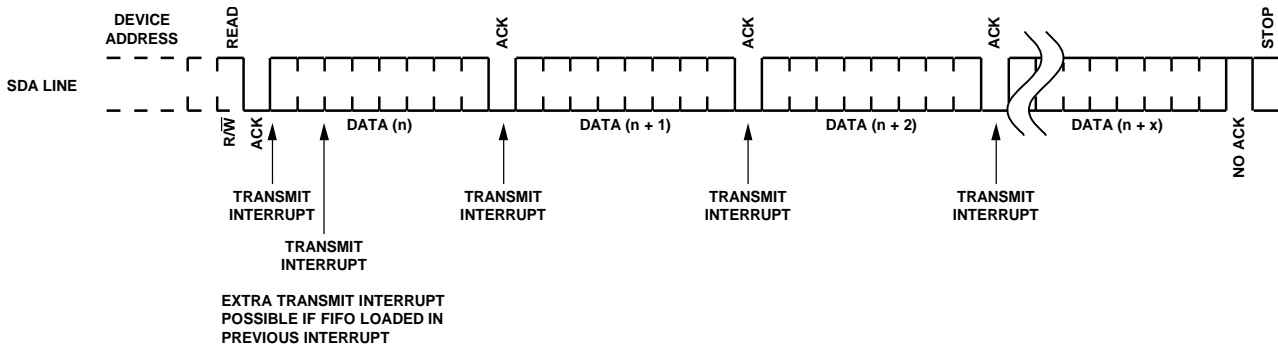 DEVICE
ADDRESS
READ
ACK
ACK
ACK
STOP
SDA LINE
R/W
ACK
DATA (n)
DATA (n + 1)
DATA (n + 2)
DATA (n + x)
NO ACK
TRANSMIT
INTERRUPT
TRANSMIT
INTERRUPT
TRANSMIT
INTERRUPT
TRANSMIT
INTERRUPT
TRANSMIT
INTERRUPT
EXTRA TRANSMIT INTERRUPT
POSSIBLE IF FIFO LOADED IN
PREVIOUS INTERRUPT